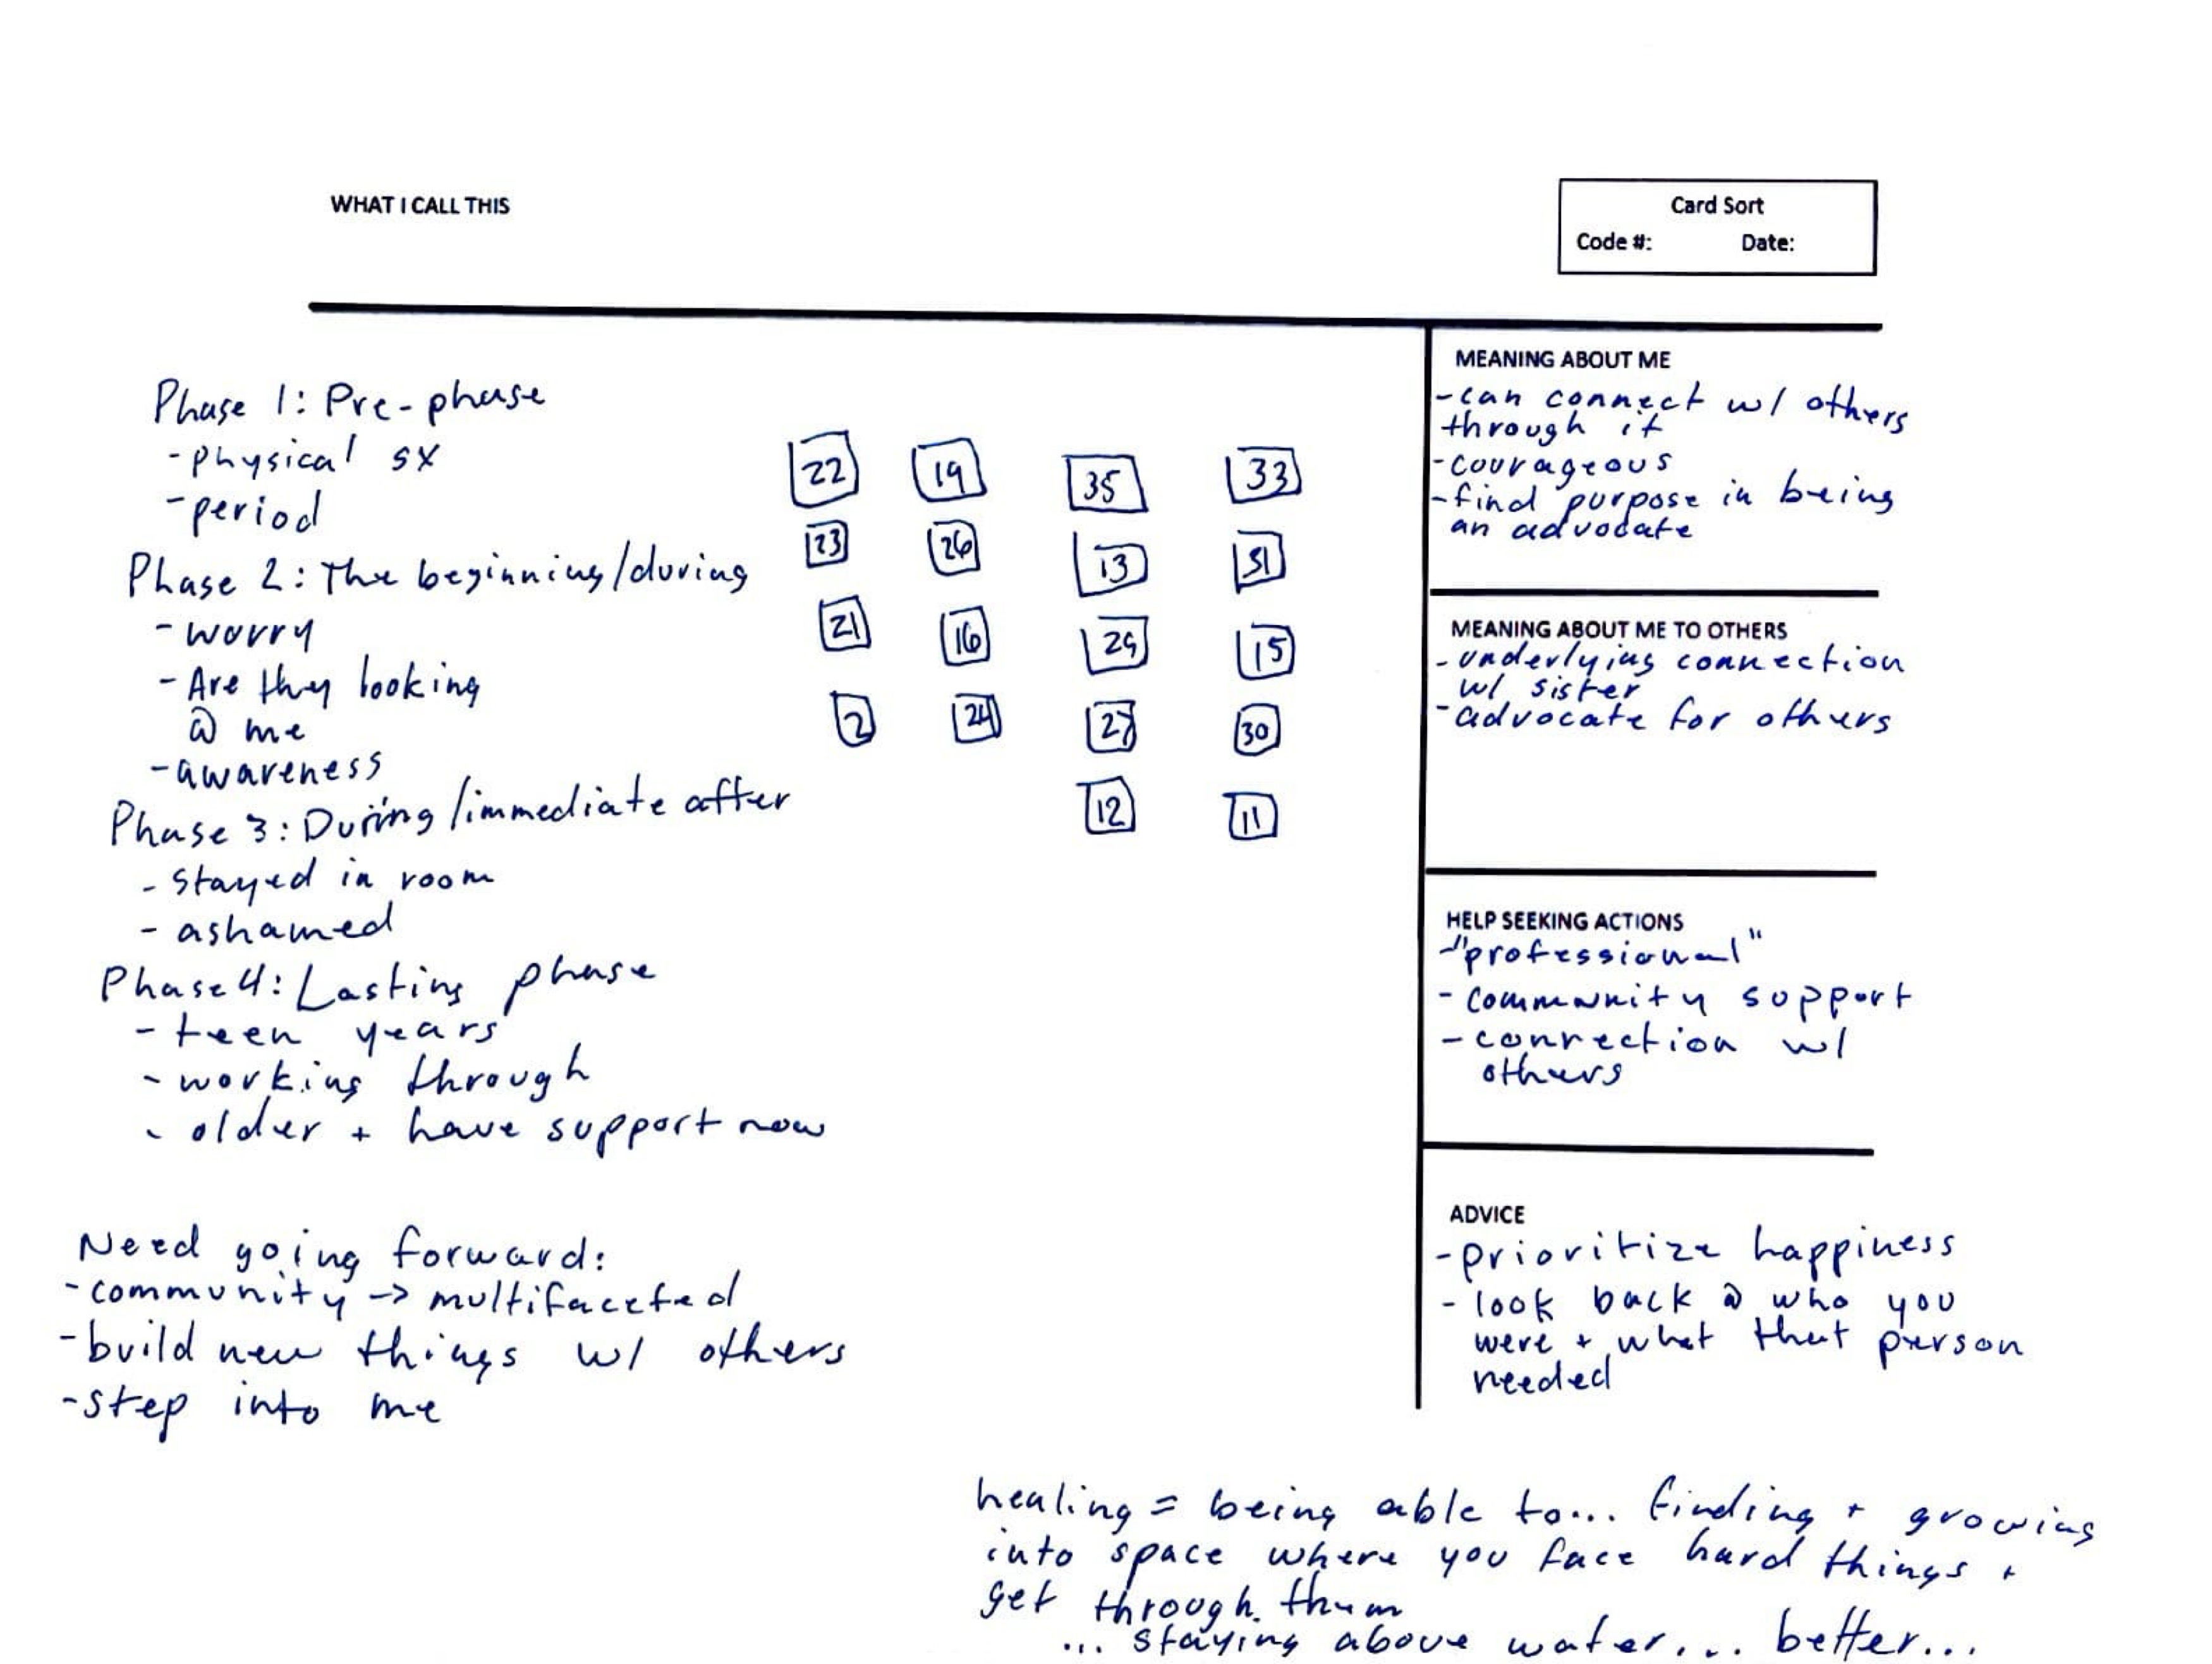 WHAT I CALL THIS
Card Sort
Code #: Date:
Phase 1: Pre-phase
- physical sx
- period
Phase 2: The beginning/during
- worry
- Are they looking
@ me
- awareness
Phase 3: During/immediate after
- stayed in room
- ashamed
Phase 4: Lasting phase
- teen years
- working through
- older + have support now
Need going forward:
- community -> multifaceted
- build new things w/ others
- step into me
22 19 35 33
23 26 13 31
21 16 29 15
2 24 27 30
12 11
MEANING ABOUT ME
- can connect w/ others
through it
- courageous
- find purpose in being
an advocate
MEANING ABOUT ME TO OTHERS
- underlying connection
w/ sister
- advocate for others
HELP SEEKING ACTIONS
- "professional"
- community support
- connection w/
others
ADVICE
- prioritize happiness
- look back @ who you
were + what that person
needed
healing = being able to... finding + growing
into space where you face hard things +
get through them
... staying above water... better...